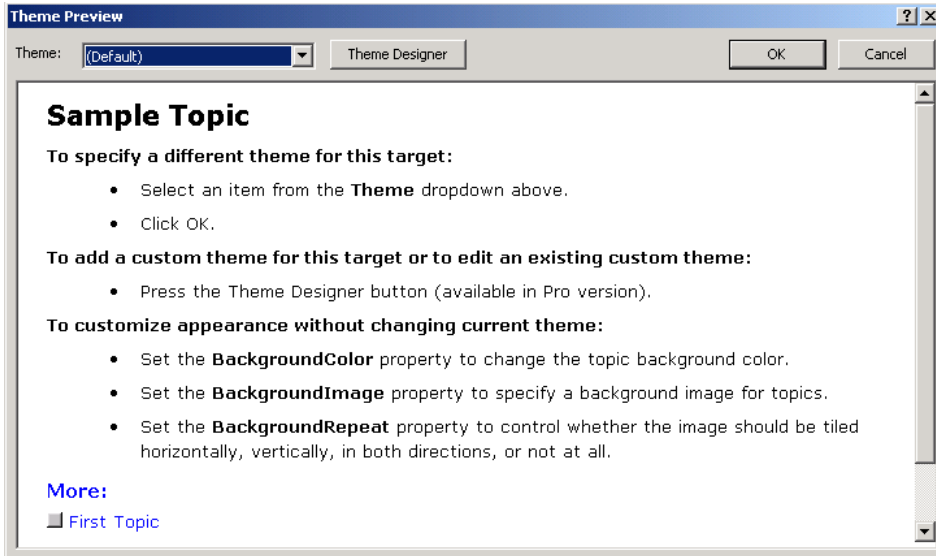 Theme Preview
Theme: (Default) Theme Designer OK Cancel
Sample Topic
To specify a different theme for this target:
• Select an item from the Theme dropdown above.
• Click OK.
To add a custom theme for this target or to edit an existing custom theme:
• Press the Theme Designer button (available in Pro version).
To customize appearance without changing current theme:
• Set the BackgroundColor property to change the topic background color.
• Set the BackgroundImage property to specify a background image for topics.
• Set the BackgroundRepeat property to control whether the image should be tiled
horizontally, vertically, in both directions, or not at all.
More:
First Topic